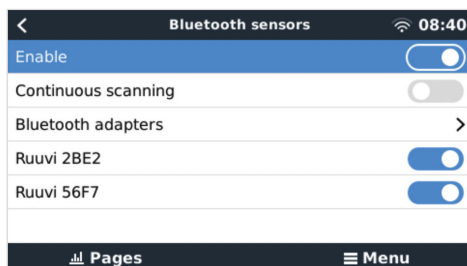 Bluetooth sensors 08:40
Enable
Continuous scanning
Bluetooth adapters
Ruuvi 2BE2
Ruuvi 56F7
Pages Menu